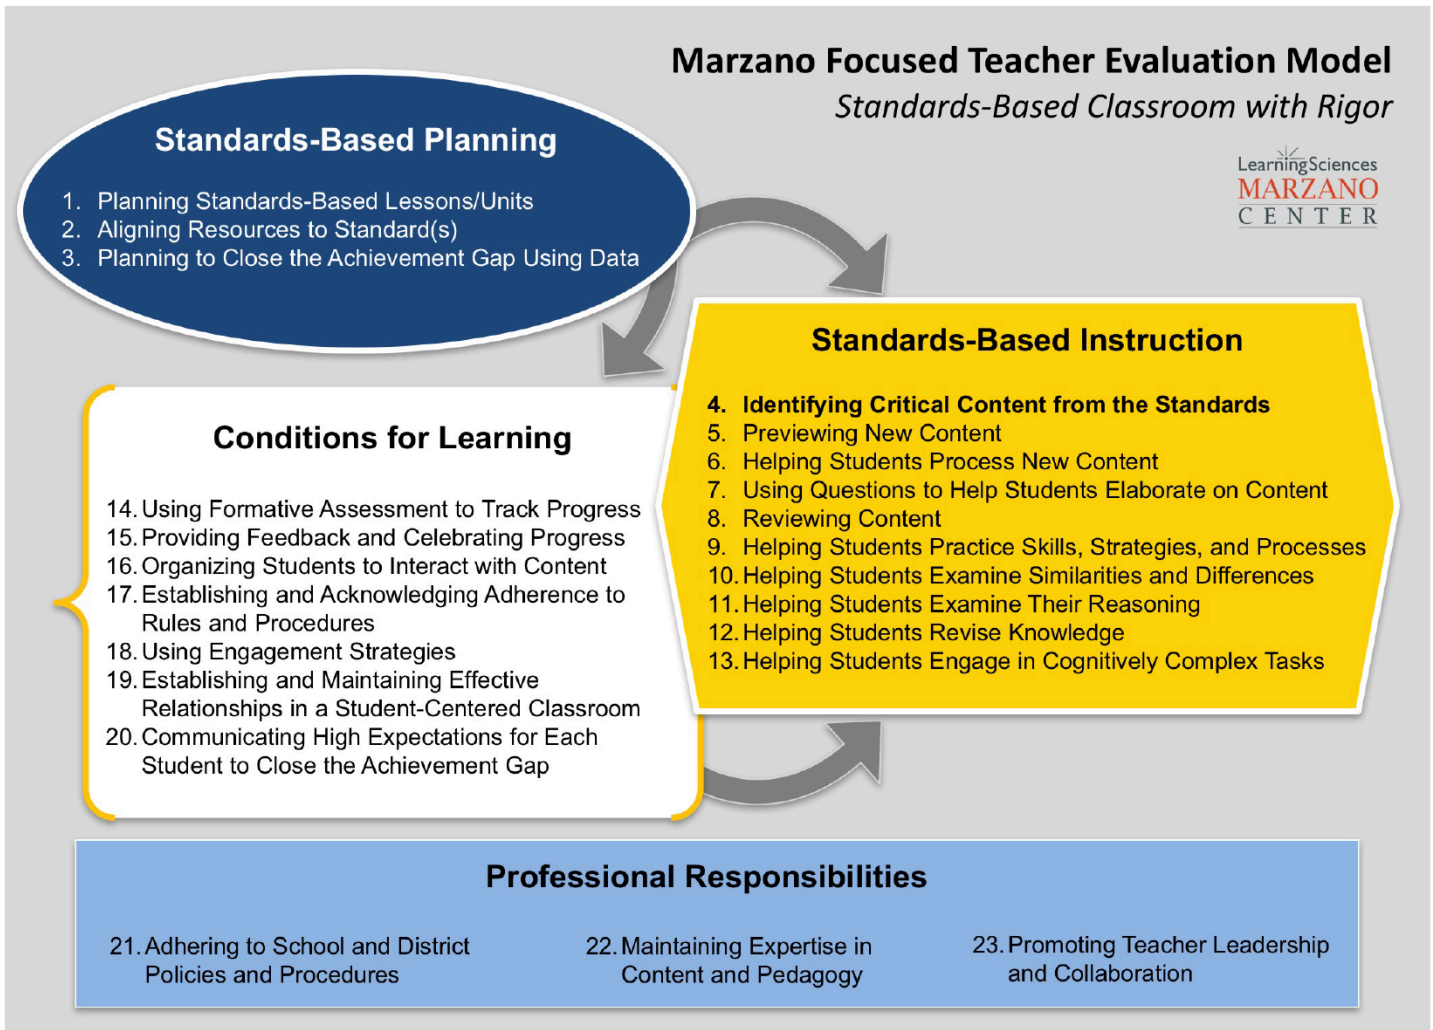 Marzano Focused Teacher Evaluation Model
Standards-Based Classroom with Rigor
LearningSciences
MARZANO
CENTER
Standards-Based Planning
1. Planning Standards-Based Lessons/Units
2. Aligning Resources to Standard(s)
3. Planning to Close the Achievement Gap Using Data
Standards-Based Instruction
4. Identifying Critical Content from the Standards
5. Previewing New Content
6. Helping Students Process New Content
7. Using Questions to Help Students Elaborate on Content
8. Reviewing Content
9. Helping Students Practice Skills, Strategies, and Processes
10. Helping Students Examine Similarities and Differences
11. Helping Students Examine Their Reasoning
12. Helping Students Revise Knowledge
13. Helping Students Engage in Cognitively Complex Tasks
Conditions for Learning
14. Using Formative Assessment to Track Progress
15. Providing Feedback and Celebrating Progress
16. Organizing Students to Interact with Content
17. Establishing and Acknowledging Adherence to
Rules and Procedures
18. Using Engagement Strategies
19. Establishing and Maintaining Effective
Relationships in a Student-Centered Classroom
20. Communicating High Expectations for Each
Student to Close the Achievement Gap
Professional Responsibilities
21. Adhering to School and District
Policies and Procedures
22. Maintaining Expertise in
Content and Pedagogy
23. Promoting Teacher Leadership
and Collaboration